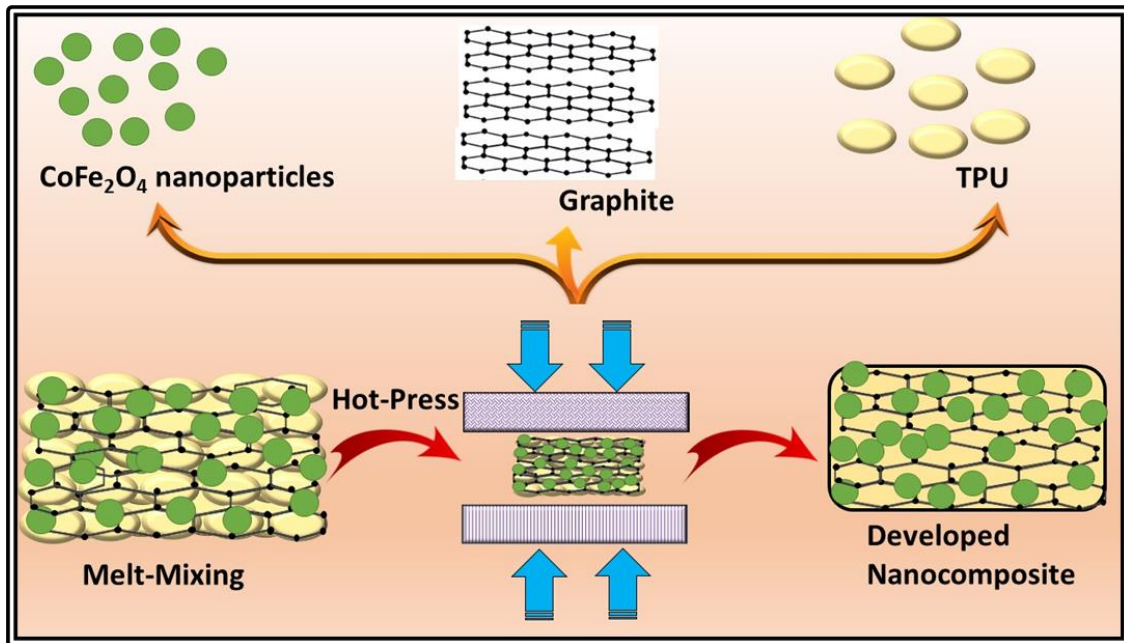 CoFe₂O₄ nanoparticles
Graphite
TPU
Hot-Press
Melt-Mixing
Developed
Nanocomposite